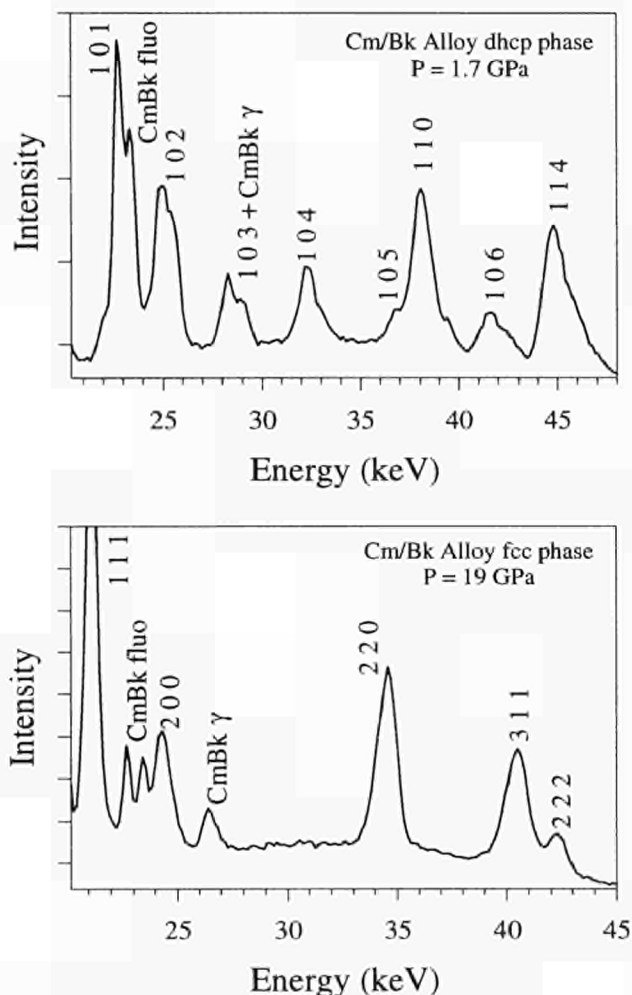 Cm/Bk Alloy dhcp phase
P = 1.7 GPa
1 0 1
CmBk fluo
1 0 2
1 0 3 + CmBk γ
1 0 4
1 0 5
1 1 0
1 0 6
1 1 4
Intensity
25
30
35
40
45
Energy (keV)
Cm/Bk Alloy fcc phase
P = 19 GPa
1 1 1
CmBk fluo
2 0 0
CmBk γ
2 2 0
3 1 1
2 2 2
Intensity
25
30
35
40
45
Energy (keV)